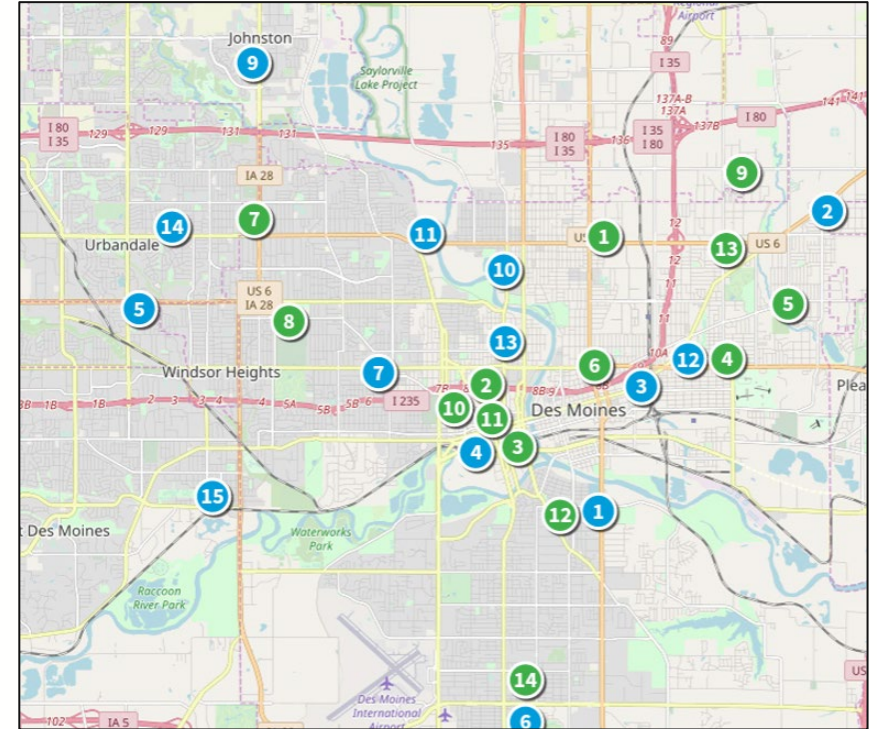 Regional
Airport
Johnston
9
89
I 35
Saylorville
Lake Project
137A-B
137A
141
141
I 80
I 80
I 35
129
129
131
131
I 80
I 35
I 35
I 80
137B
135
136
IA 28
9
2
7
12
14
11
US
1
13
US 6
Urbandale
12
10
US 6
IA 28
5
5
8
11
13
10A
12
4
Windsor Heights
7
6
3
2
7B
8B
9A
3B
1B
1B
2
3
4
5A
5B
5B
6
I 235
10
Des Moines
Plea
11
3
4
15
12
1
t Des Moines
Waterworks
Park
Raccoon
River Park
14
US
Des Moines
International
Airport
6
102
IA 5